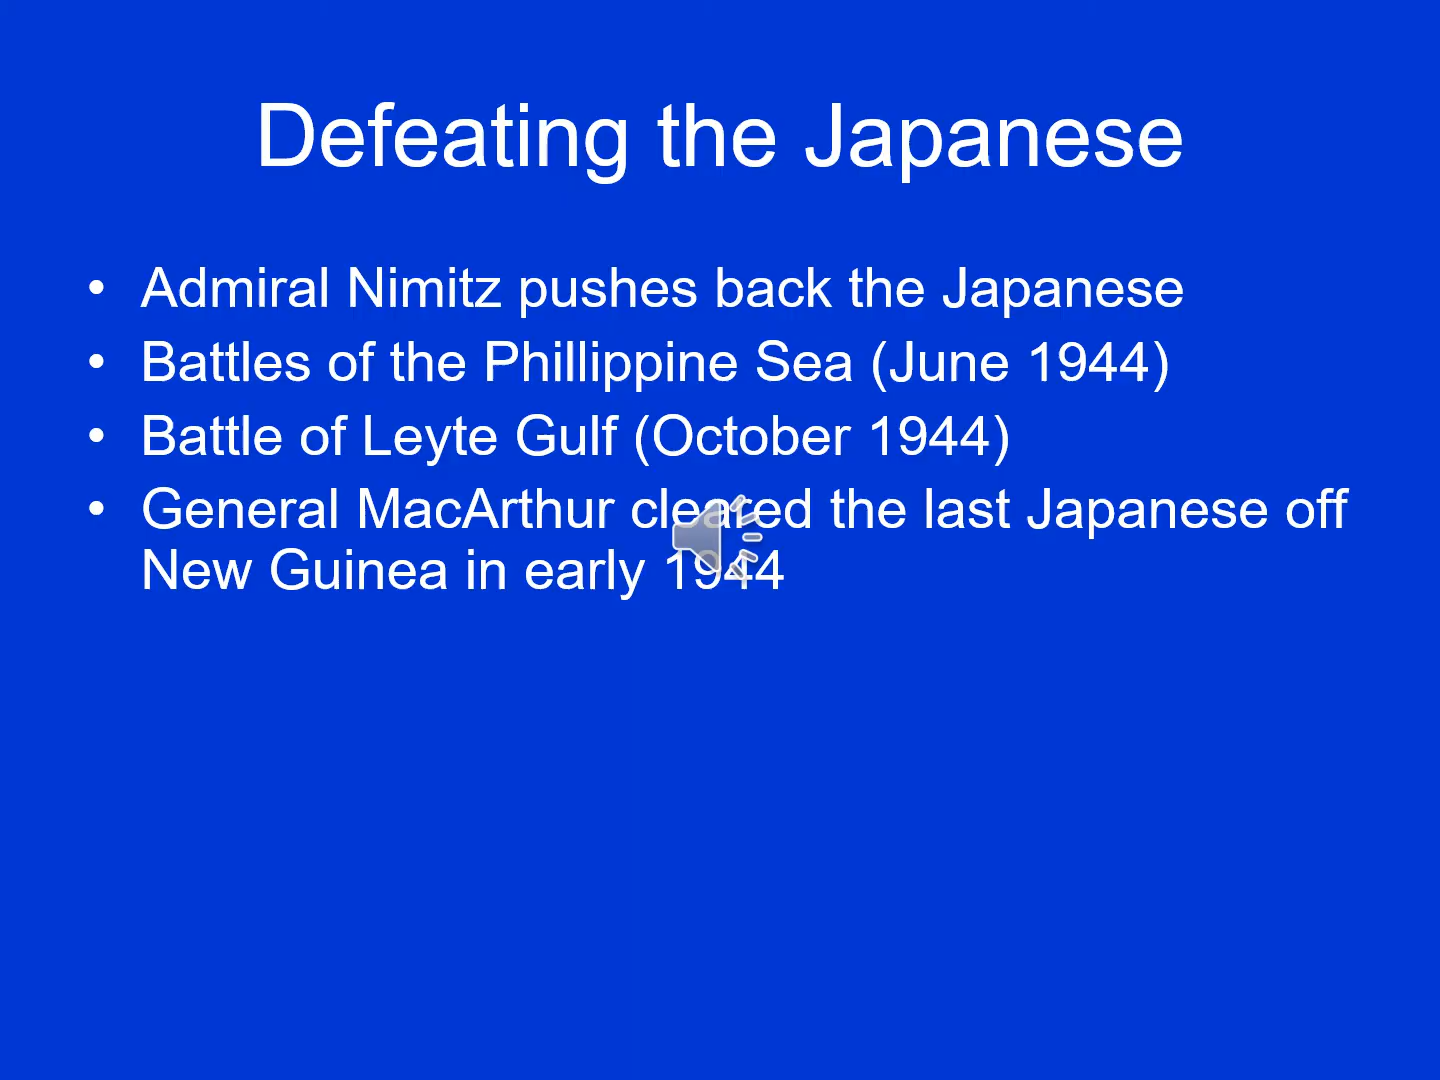 Defeating the Japanese
• Admiral Nimitz pushes back the Japanese
• Battles of the Phillippine Sea (June 1944)
• Battle of Leyte Gulf (October 1944)
• General MacArthur cleared the last Japanese off
New Guinea in early 1944